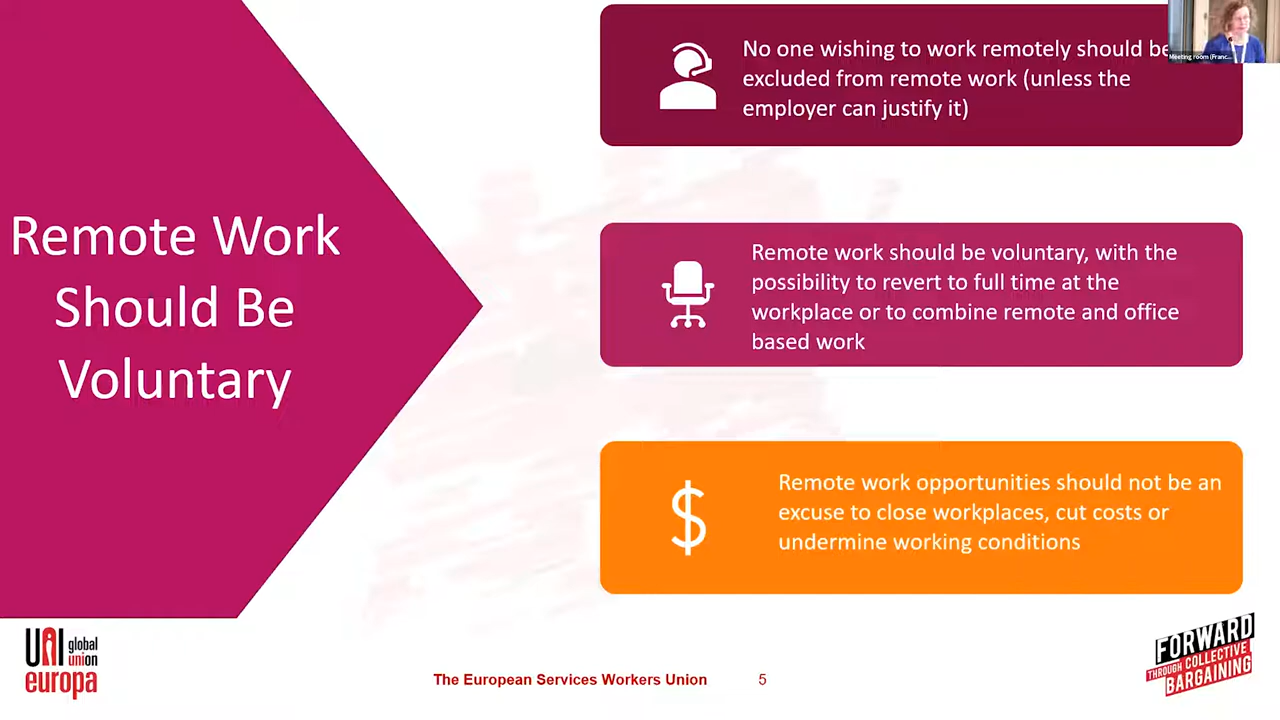 Remote Work
Should Be
Voluntary
No one wishing to work remotely should be
excluded from remote work (unless the
employer can justify it)
Meeting room (Franc...
Remote work should be voluntary, with the
possibility to revert to full time at the
workplace or to combine remote and office
based work
$
Remote work opportunities should not be an
excuse to close workplaces, cut costs or
undermine working conditions
UNI global
union
europa
The European Services Workers Union
5
FORWARD
THROUGH COLLECTIVE
BARGAINING